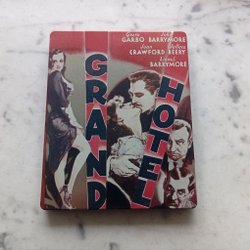 Greta John
GARBO BARRYMORE
Joan Wallace
CRAWFORD BEERY
Lionel
BARRYMORE
GRAND
HOTEL